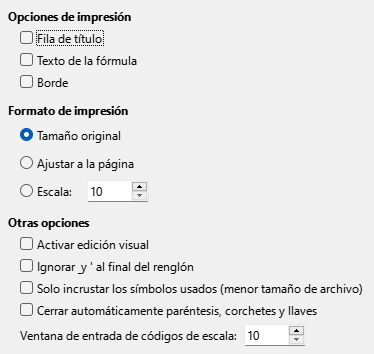 Opciones de impresión
Fila de título
Texto de la fórmula
Borde
Formato de impresión
Tamaño original
Ajustar a la página
Escala: 10
Otras opciones
Activar edición visual
Ignorar _y ' al final del renglón
Solo incrustar los símbolos usados (menor tamaño de archivo)
Cerrar automáticamente paréntesis, corchetes y llaves
Ventana de entrada de códigos de escala: 10